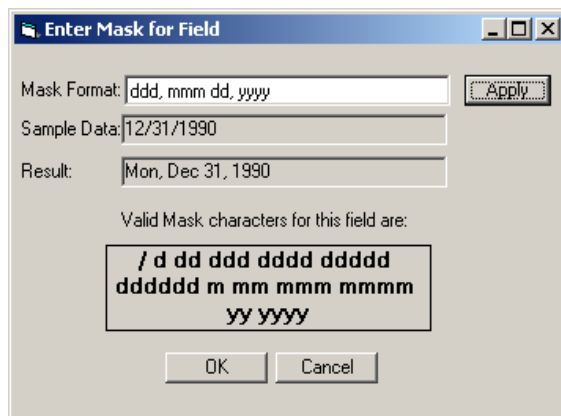 Enter Mask for Field
Mask Format: ddd, mmm dd, yyyy Apply
Sample Data: 12/31/1990
Result: Mon, Dec 31, 1990
Valid Mask characters for this field are:
/ d dd ddd dddd ddddd
dddddd m mm mmm mmmm
yy yyyy
OK Cancel